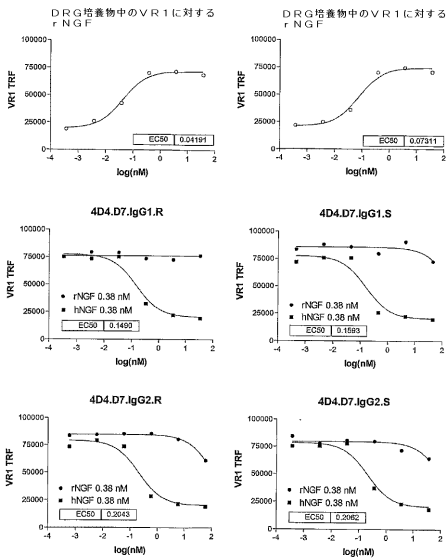 DRG培養物中のVR1に対する
rNGF
100000
75000
50000
25000
0
VR1 TRF
EC50 0.04191
-4 -3 -2 -1 0 1 2
log(nM)
DRG培養物中のVR1に対する
rNGF
100000
75000
50000
25000
0
VR1 TRF
EC50 0.07311
-4 -3 -2 -1 0 1 2
log(nM)
4D4.D7.IgG1.R
100000
75000
50000
25000
0
VR1 TRF
rNGF 0.38 nM
hNGF 0.38 nM
EC50 0.1490
-4 -3 -2 -1 0 1 2
log(nM)
4D4.D7.IgG1.S
100000
75000
50000
25000
0
VR1 TRF
rNGF 0.38 nM
hNGF 0.38 nM
EC50 0.1593
-4 -3 -2 -1 0 1 2
log(nM)
4D4.D7.IgG2.R
100000
75000
50000
25000
0
VR1 TRF
rNGF 0.38 nM
hNGF 0.38 nM
EC50 0.2043
-4 -3 -2 -1 0 1 2
log(nM)
4D4.D7.IgG2.S
100000
75000
50000
25000
0
VR1 TRF
rNGF 0.38 nM
hNGF 0.38 nM
EC50 0.2062
-4 -3 -2 -1 0 1 2
log(nM)